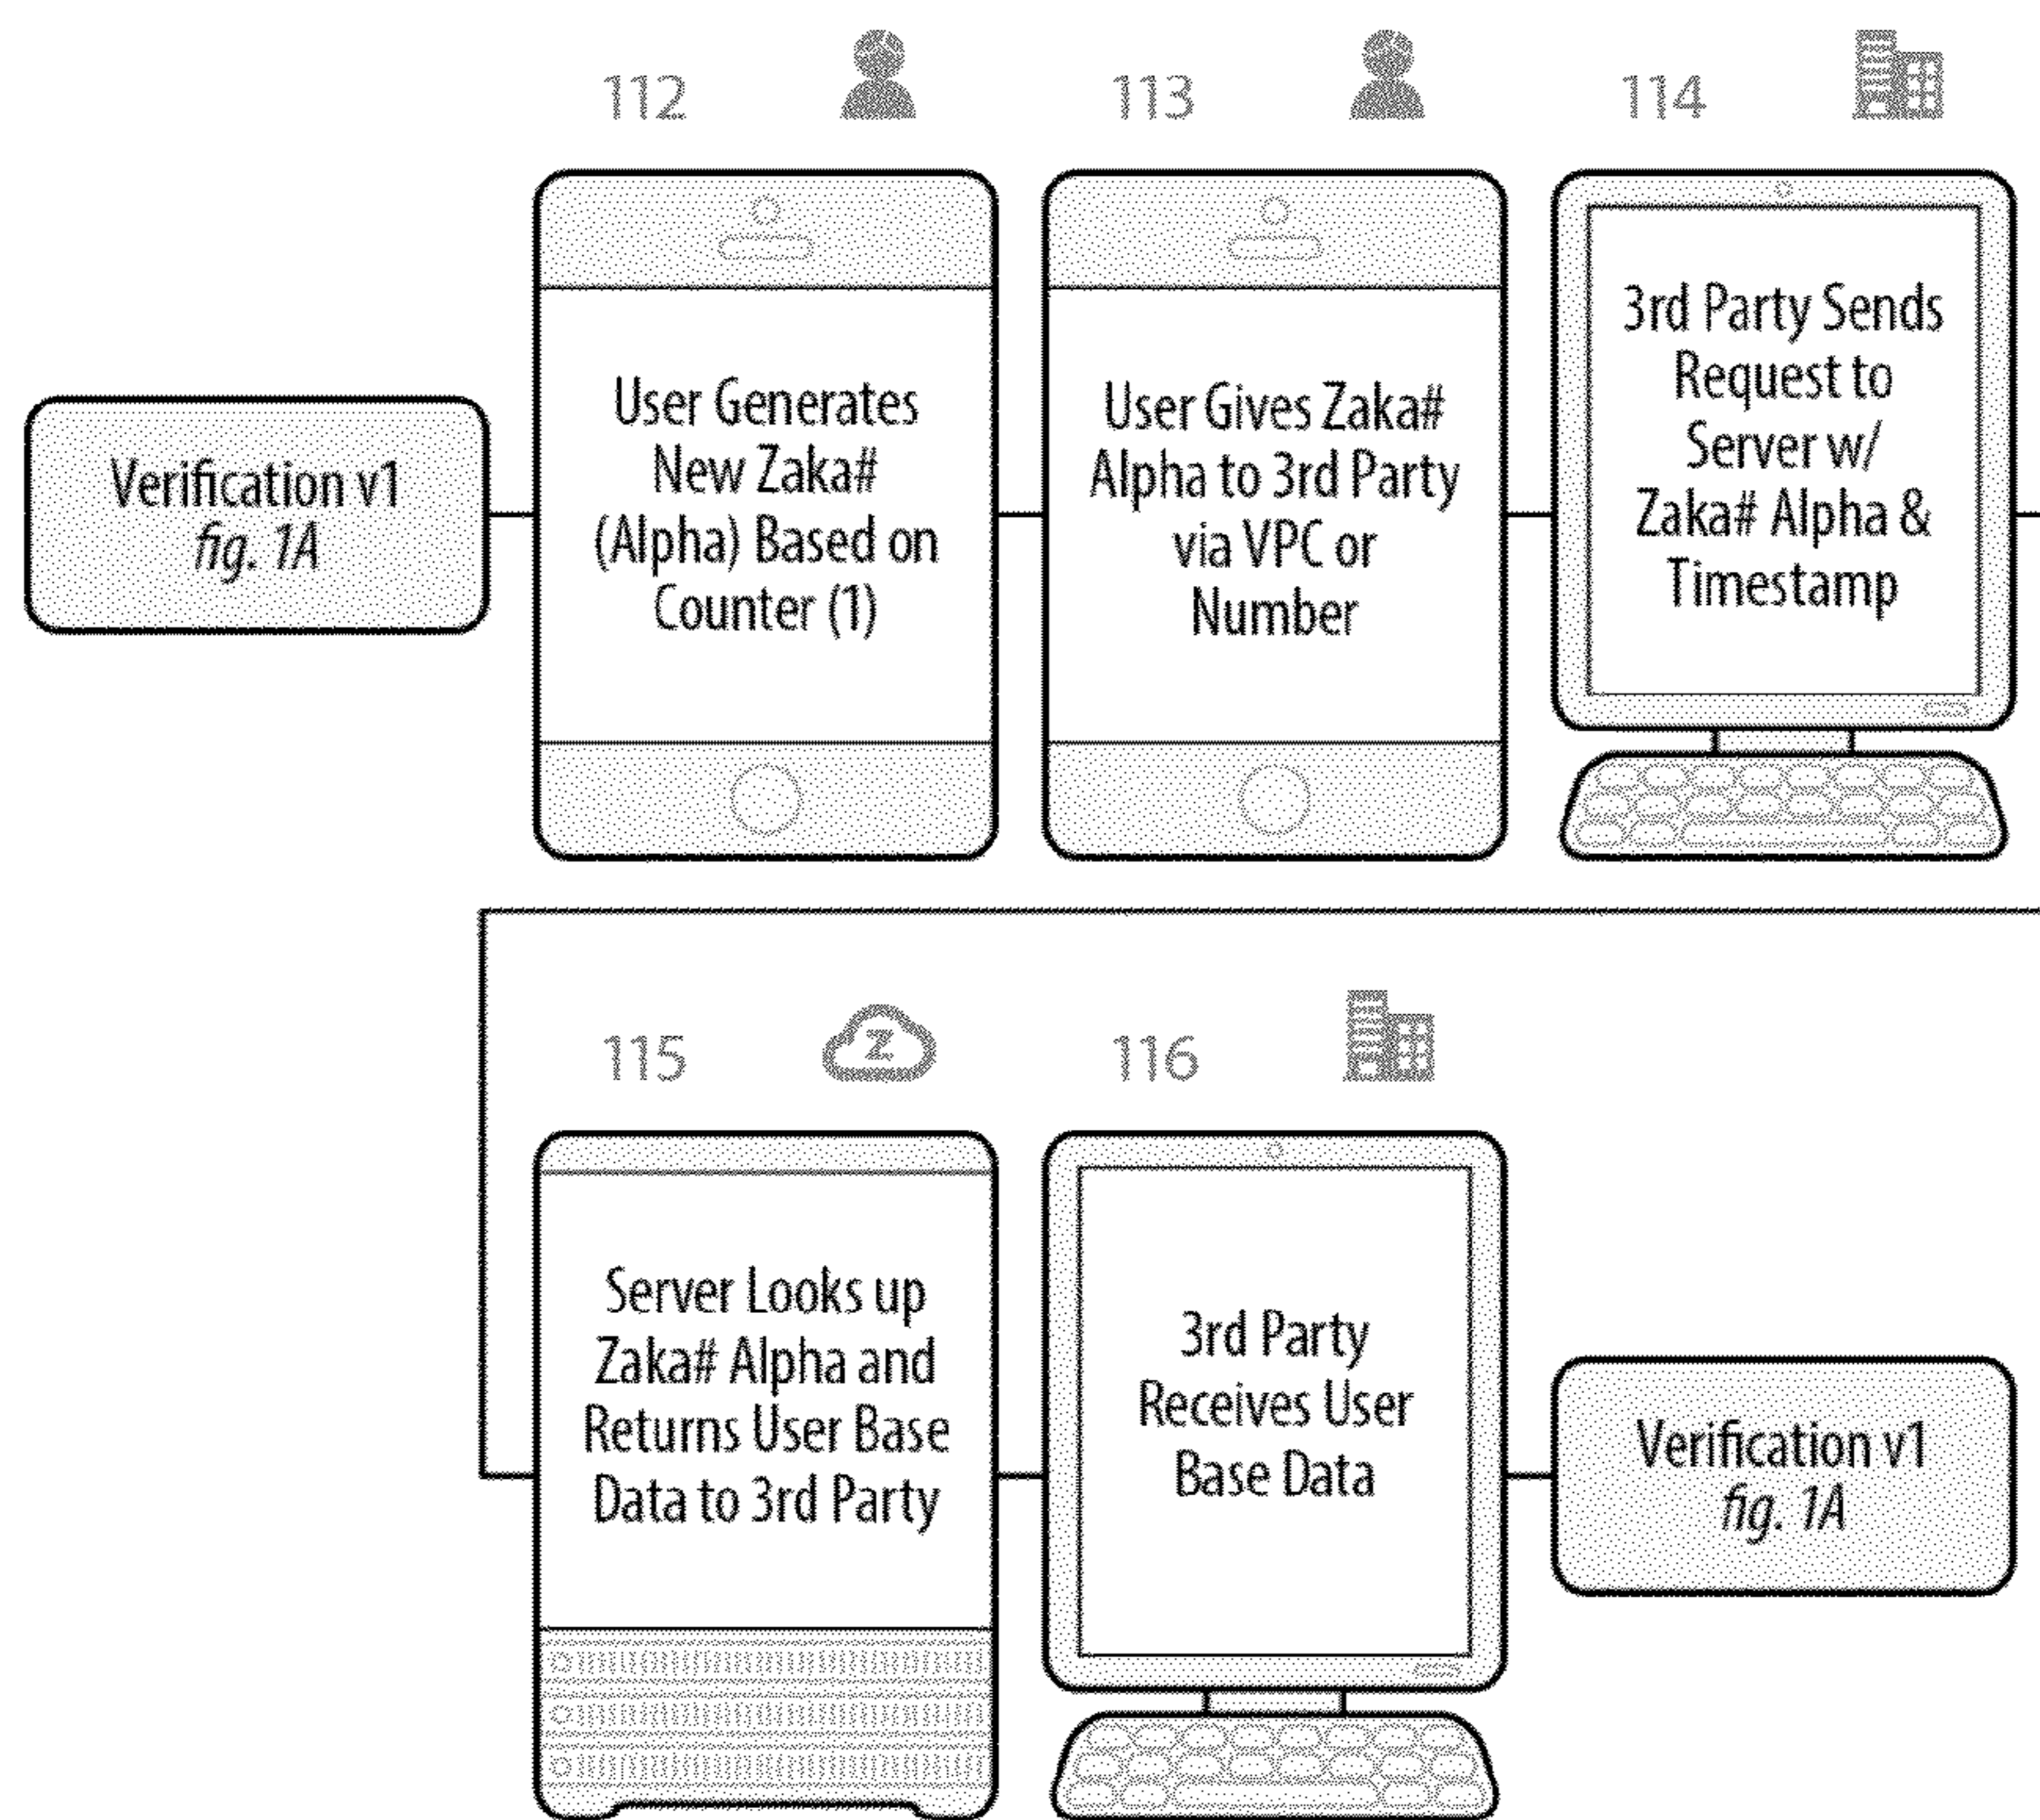 112
113
114
Verification v1
fig. 1A
User Generates
New Zaka#
(Alpha) Based on
Counter (1)
User Gives Zaka#
Alpha to 3rd Party
via VPC or
Number
3rd Party Sends
Request to
Server w/
Zaka# Alpha &
Timestamp
115
Z
116
Server Looks up
Zaka# Alpha and
Returns User Base
Data to 3rd Party
3rd Party
Receives User
Base Data
Verification v1
fig. 1A